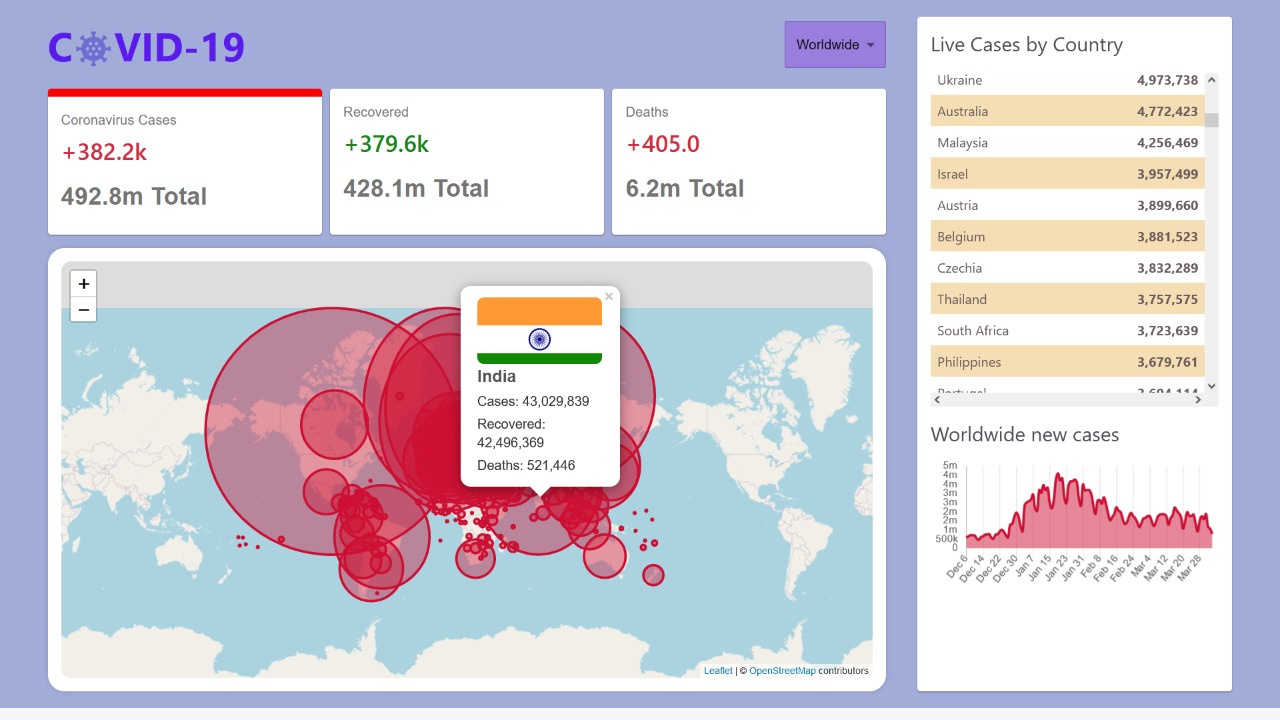 COVID-19
Worldwide
Coronavirus Cases
+382.2k
492.8m Total
Recovered
+379.6k
428.1m Total
Deaths
+405.0
6.2m Total
+
−
×
India
Cases: 43,029,839
Recovered:
42,496,369
Deaths: 521,446
Leaflet | © OpenStreetMap contributors
Live Cases by Country
Ukraine 4,973,738
Australia 4,772,423
Malaysia 4,256,469
Israel 3,957,499
Austria 3,899,660
Belgium 3,881,523
Czechia 3,832,289
Thailand 3,757,575
South Africa 3,723,639
Philippines 3,679,761
Worldwide new cases
5m
4m
4m
3m
3m
2m
2m
1m
500k
0
Dec 6
Dec 14
Dec 22
Dec 30
Jan 7
Jan 15
Jan 23
Jan 31
Feb 8
Feb 16
Feb 24
Mar 4
Mar 12
Mar 20
Mar 28